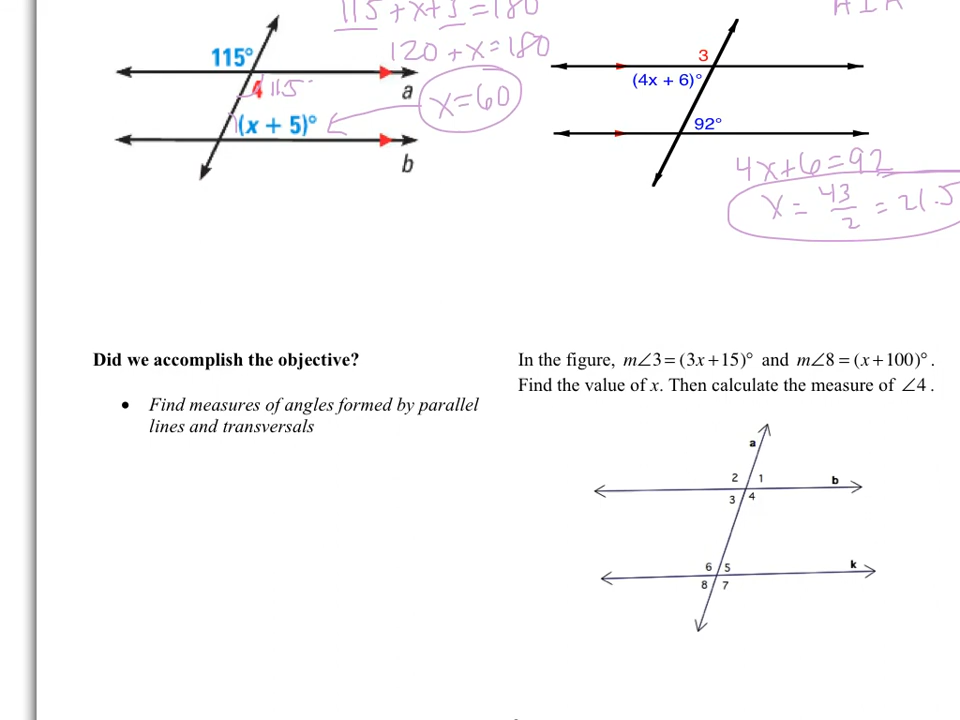 115 + x + 5 = 180
120 + x = 180
x = 60
115°
115°
a
(x + 5)°
b
3
(4x + 6)°
92°
4x + 6 = 92
x = 43/2 = 21.5
Did we accomplish the objective?
• Find measures of angles formed by parallel
lines and transversals
In the figure, m∠3 = (3x + 15)° and m∠8 = (x + 100)°.
Find the value of x. Then calculate the measure of ∠4.
a
2 1 b
3 4
6 5 k
8 7